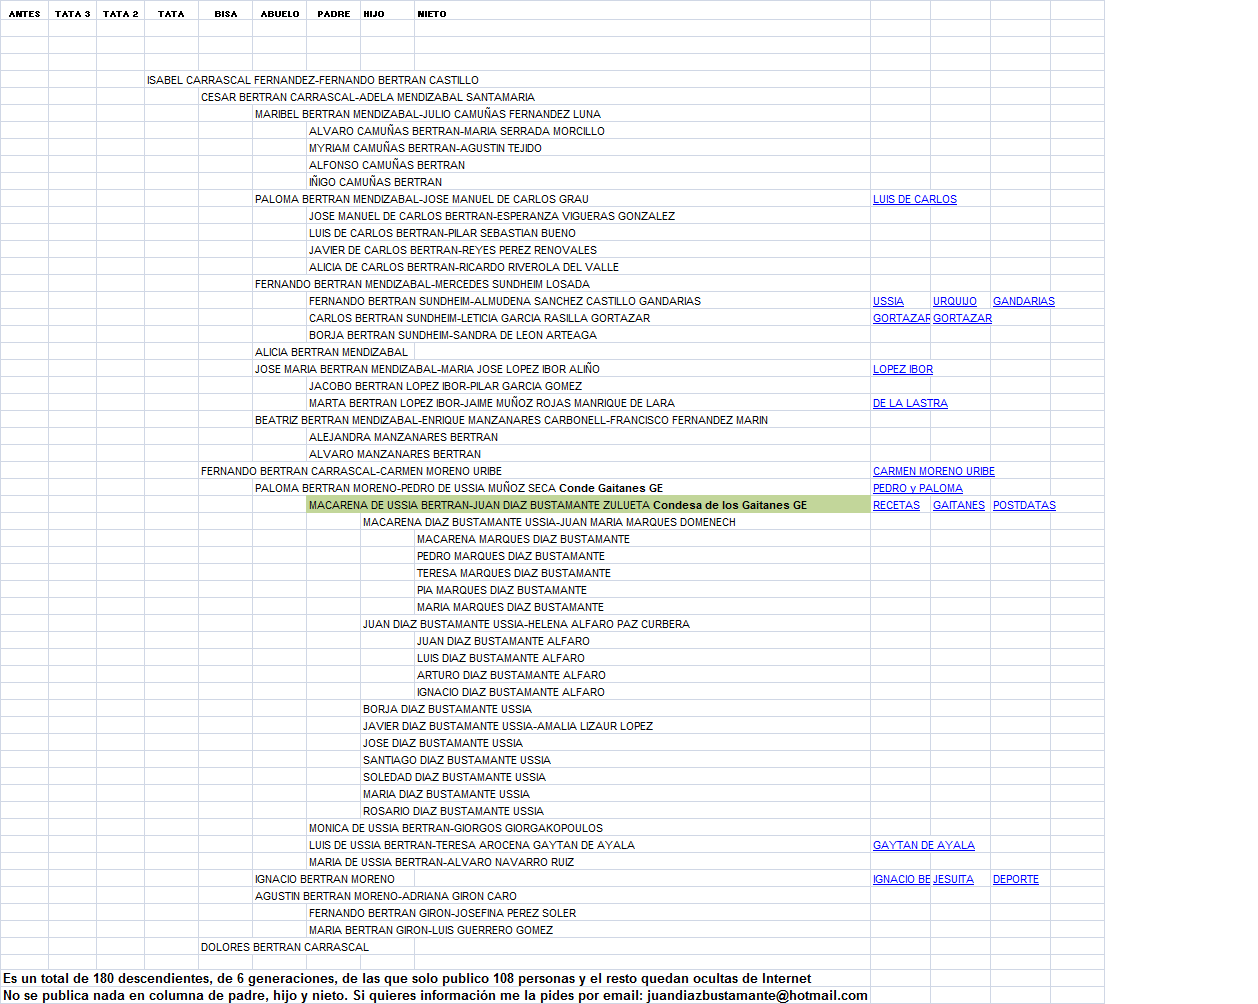 ANTES TATA 3 TATA 2 TATA BISA ABUELO PADRE HIJO NIETO
ISABEL CARRASCAL FERNANDEZ-FERNANDO BERTRAN CASTILLO
CESAR BERTRAN CARRASCAL-ADELA MENDIZABAL SANTAMARIA
MARIBEL BERTRAN MENDIZABAL-JULIO CAMUÑAS FERNANDEZ LUNA
ALVARO CAMUÑAS BERTRAN-MARIA SERRADA MORCILLO
MYRIAM CAMUÑAS BERTRAN-AGUSTIN TEJIDO
ALFONSO CAMUÑAS BERTRAN
IÑIGO CAMUÑAS BERTRAN
PALOMA BERTRAN MENDIZABAL-JOSE MANUEL DE CARLOS GRAU LUIS DE CARLOS
JOSE MANUEL DE CARLOS BERTRAN-ESPERANZA VIGUERAS GONZALEZ
LUIS DE CARLOS BERTRAN-PILAR SEBASTIAN BUENO
JAVIER DE CARLOS BERTRAN-REYES PEREZ RENOVALES
ALICIA DE CARLOS BERTRAN-RICARDO RIVEROLA DEL VALLE
FERNANDO BERTRAN MENDIZABAL-MERCEDES SUNDHEIM LOSADA
FERNANDO BERTRAN SUNDHEIM-ALMUDENA SANCHEZ CASTILLO GANDARIAS USSIA URQUIJO GANDARIAS
CARLOS BERTRAN SUNDHEIM-LETICIA GARCIA RASILLA GORTAZAR GORTAZAR GORTAZAR
BORJA BERTRAN SUNDHEIM-SANDRA DE LEON ARTEAGA
ALICIA BERTRAN MENDIZABAL
JOSE MARIA BERTRAN MENDIZABAL-MARIA JOSE LOPEZ IBOR ALIÑO LOPEZ IBOR
JACOBO BERTRAN LOPEZ IBOR-PILAR GARCIA GOMEZ
MARTA BERTRAN LOPEZ IBOR-JAIME MUÑOZ ROJAS MANRIQUE DE LARA DE LA LASTRA
BEATRIZ BERTRAN MENDIZABAL-ENRIQUE MANZANARES CARBONELL-FRANCISCO FERNANDEZ MARIN
ALEJANDRA MANZANARES BERTRAN
ALVARO MANZANARES BERTRAN
FERNANDO BERTRAN CARRASCAL-CARMEN MORENO URIBE CARMEN MORENO URIBE
PALOMA BERTRAN MORENO-PEDRO DE USSIA MUÑOZ SECA Conde Gaitanes GE PEDRO y PALOMA
MACARENA DE USSIA BERTRAN-JUAN DIAZ BUSTAMANTE ZULUETA Condesa de los Gaitanes GE RECETAS GAITANES POSTDATAS
MACARENA DIAZ BUSTAMANTE USSIA-JUAN MARIA MARQUES DOMENECH
MACARENA MARQUES DIAZ BUSTAMANTE
PEDRO MARQUES DIAZ BUSTAMANTE
TERESA MARQUES DIAZ BUSTAMANTE
PIA MARQUES DIAZ BUSTAMANTE
MARIA MARQUES DIAZ BUSTAMANTE
JUAN DIAZ BUSTAMANTE USSIA-HELENA ALFARO PAZ CURBERA
JUAN DIAZ BUSTAMANTE ALFARO
LUIS DIAZ BUSTAMANTE ALFARO
ARTURO DIAZ BUSTAMANTE ALFARO
IGNACIO DIAZ BUSTAMANTE ALFARO
BORJA DIAZ BUSTAMANTE USSIA
JAVIER DIAZ BUSTAMANTE USSIA-AMALIA LIZAUR LOPEZ
JOSE DIAZ BUSTAMANTE USSIA
SANTIAGO DIAZ BUSTAMANTE USSIA
SOLEDAD DIAZ BUSTAMANTE USSIA
MARIA DIAZ BUSTAMANTE USSIA
ROSARIO DIAZ BUSTAMANTE USSIA
MONICA DE USSIA BERTRAN-GIORGOS GIORGAKOPOULOS
LUIS DE USSIA BERTRAN-TERESA AROCENA GAYTAN DE AYALA GAYTAN DE AYALA
MARIA DE USSIA BERTRAN-ALVARO NAVARRO RUIZ
IGNACIO BERTRAN MORENO IGNACIO BE JESUITA DEPORTE
AGUSTIN BERTRAN MORENO-ADRIANA GIRON CARO
FERNANDO BERTRAN GIRON-JOSEFINA PEREZ SOLER
MARIA BERTRAN GIRON-LUIS GUERRERO GOMEZ
DOLORES BERTRAN CARRASCAL
Es un total de 180 descendientes, de 6 generaciones, de las que solo publico 108 personas y el resto quedan ocultas de Internet
No se publica nada en columna de padre, hijo y nieto. Si quieres información me la pides por email: juandiazbustamante@hotmail.com